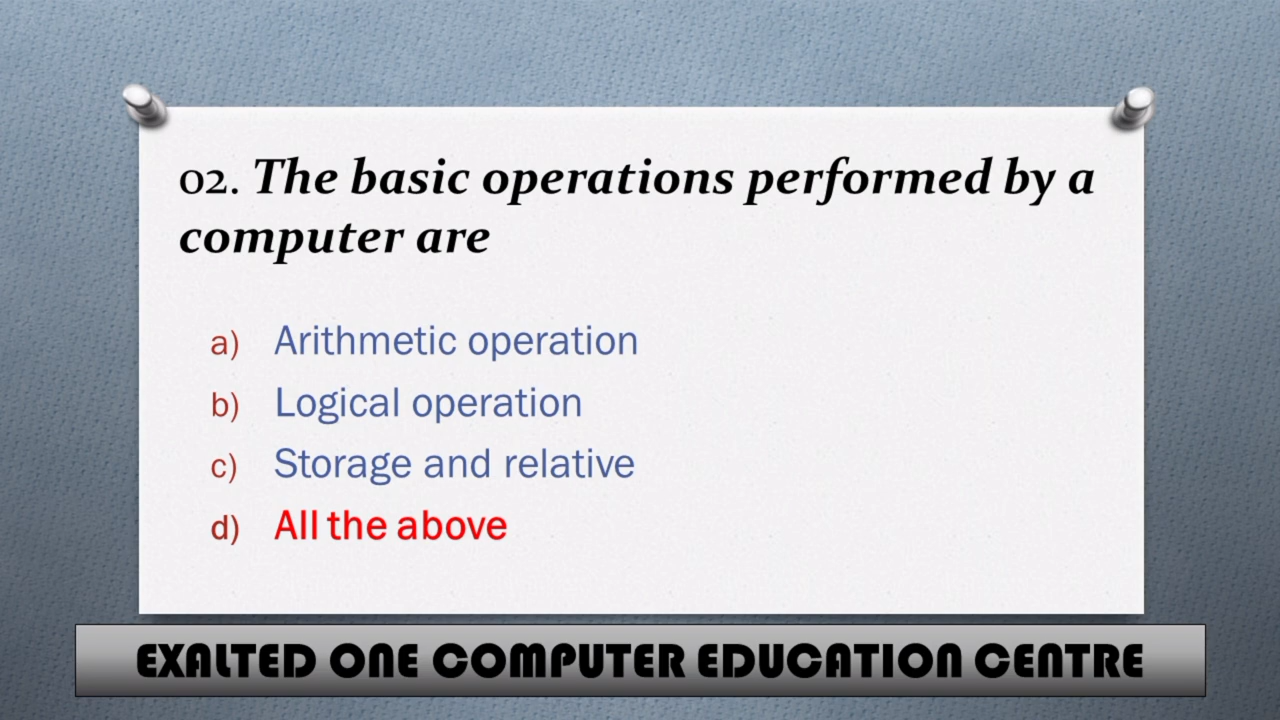 02. The basic operations performed by a
computer are
a) Arithmetic operation
b) Logical operation
c) Storage and relative
d) All the above
EXALTED ONE COMPUTER EDUCATION CENTRE